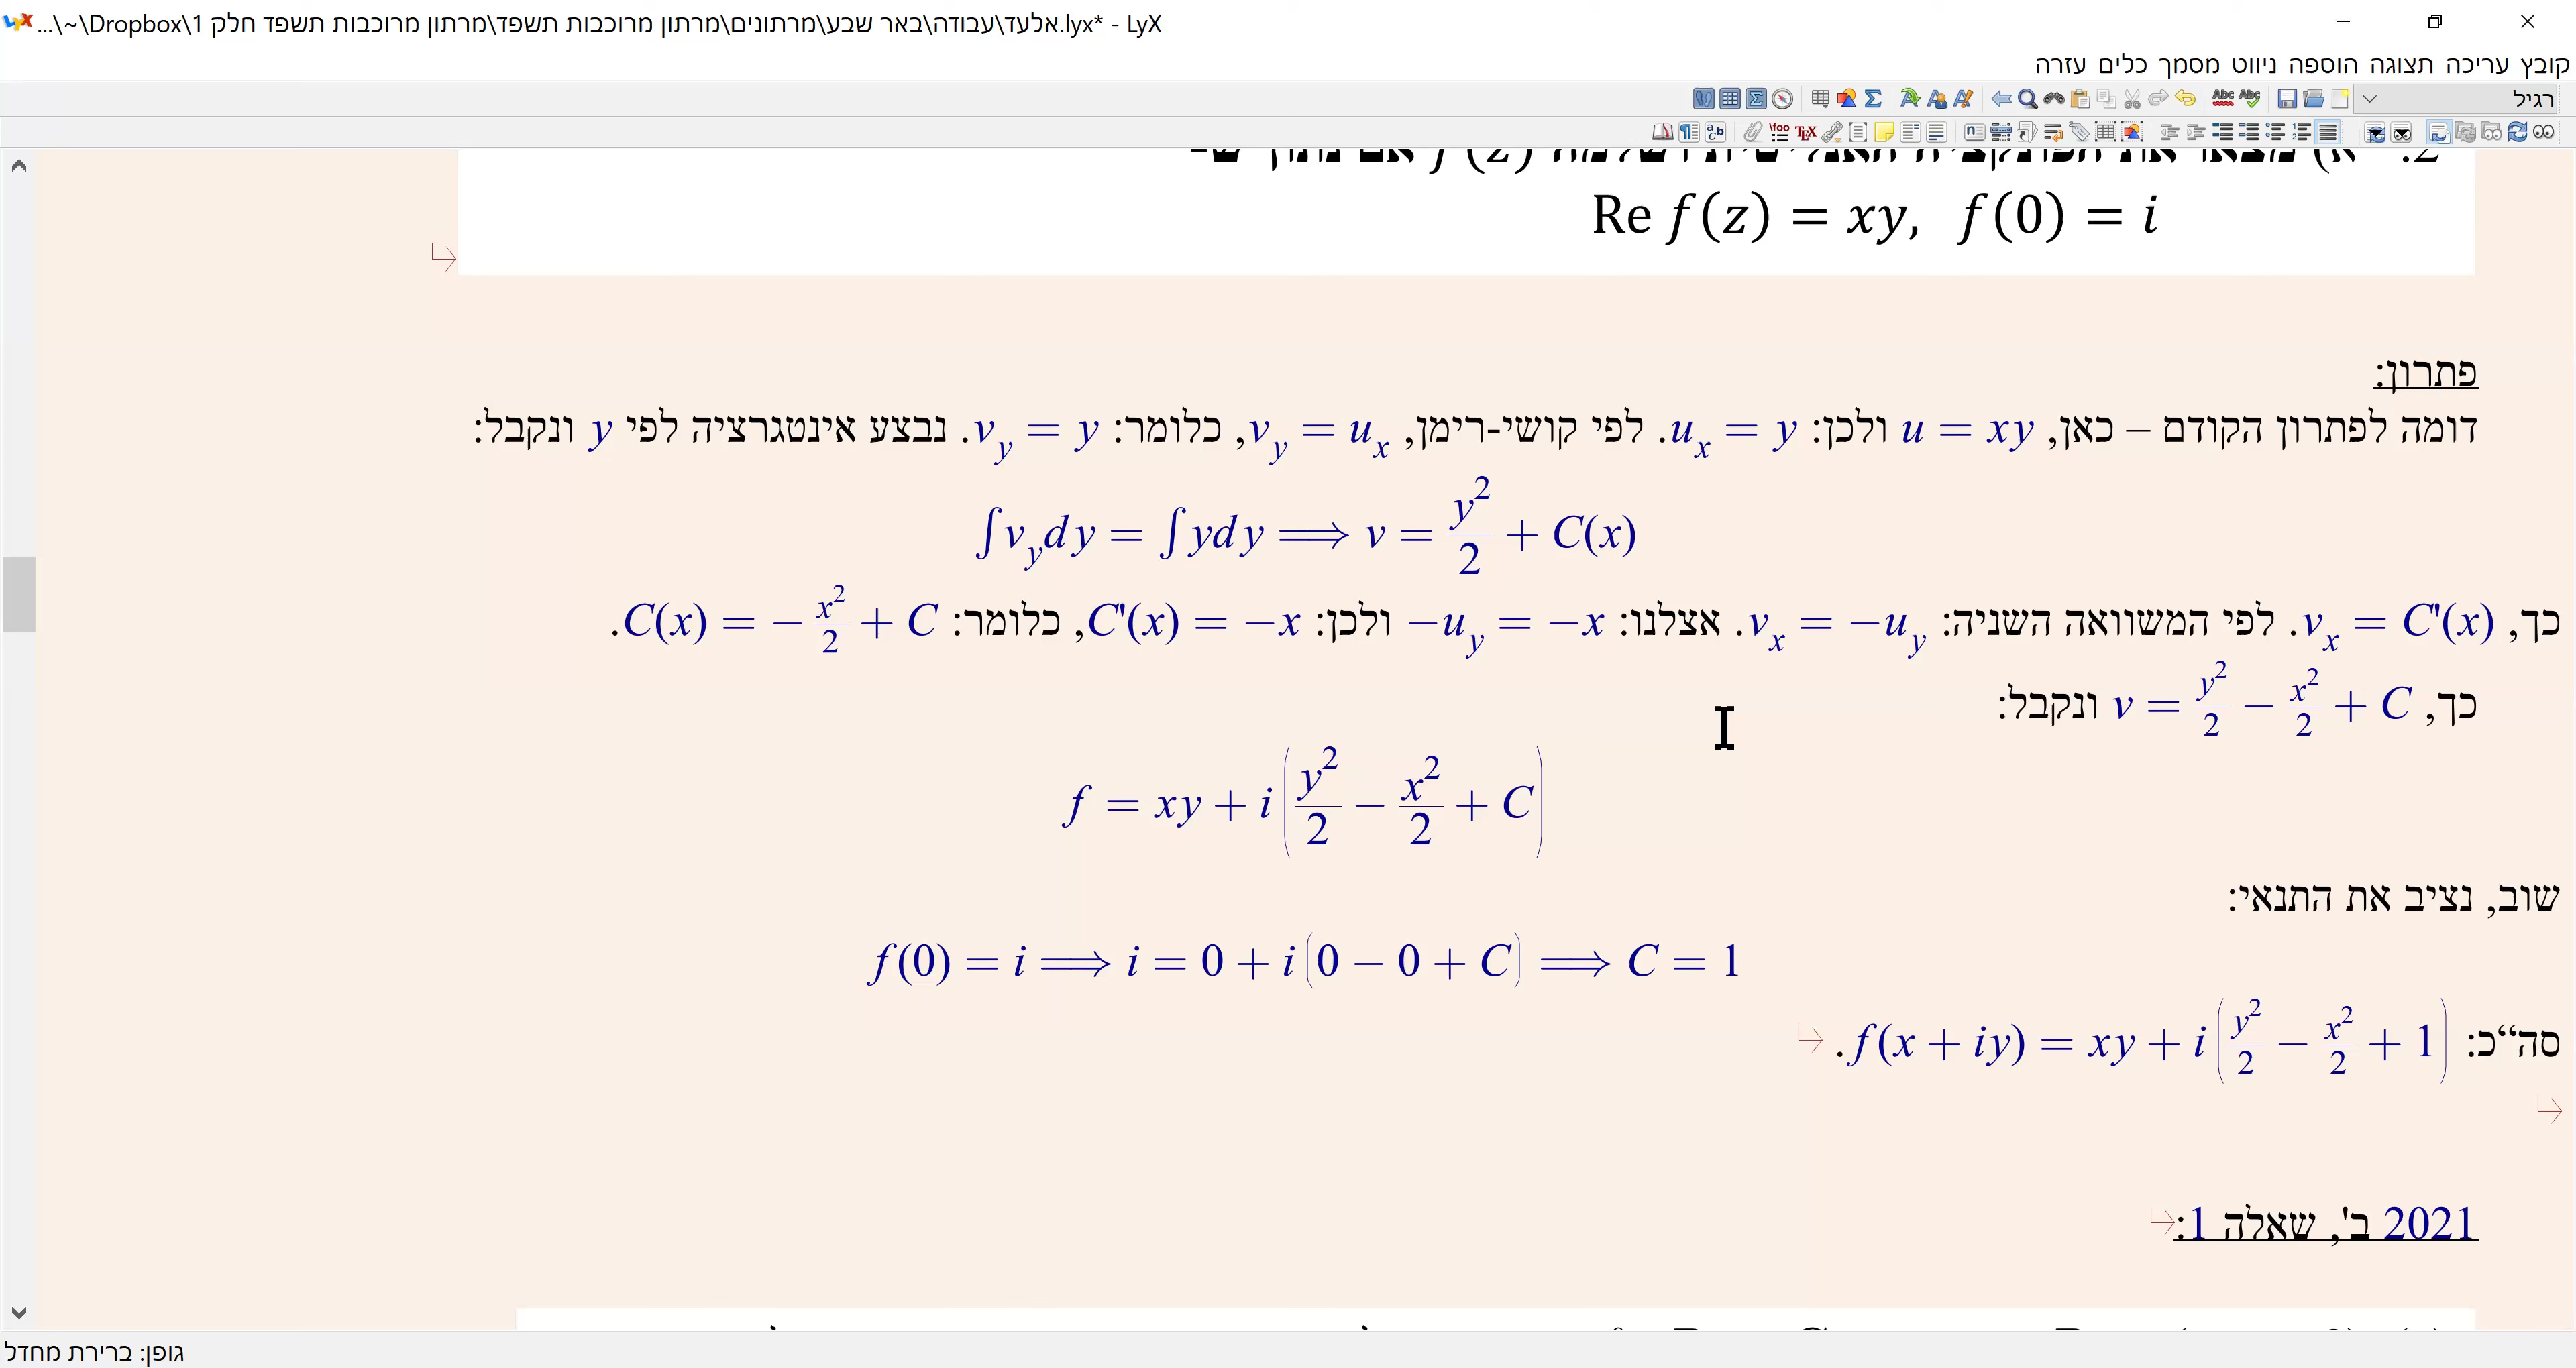 ...\~\Dropbox\אלעד\עבודה\באר שבע\מרתונים\מרתון מרוכבות תשפד\מרתון מרוכבות תשפד חלק 1.lyx* - LyX
קובץ עריכה תצוגה הוספה ניווט מסמך כלים עזרה
רגיל
Re f(z) = xy, f(0) = i
פתרון:
דומה לפתרון הקודם – כאן, u = xy ולכן: u_x = y. לפי קושי-רימן, v_y = u_x, כלומר: v_y = y. נבצע אינטגרציה לפי y ונקבל:
∫v_y dy = ∫ydy ⟹ v = y²/2 + C(x)
כך, v_x = C'(x). לפי המשוואה השניה: v_x = −u_y. אצלנו: −u_y = −x ולכן: C'(x) = −x, כלומר: C(x) = −x²/2 + C.
כך, v = y²/2 − x²/2 + C ונקבל:
f = xy + i(y²/2 − x²/2 + C)
שוב, נציב את התנאי:
f(0) = i ⟹ i = 0 + i(0 − 0 + C) ⟹ C = 1
סה“כ: f(x + iy) = xy + i(y²/2 − x²/2 + 1).
2021 ב', שאלה 1:
גופן: ברירת מחדל